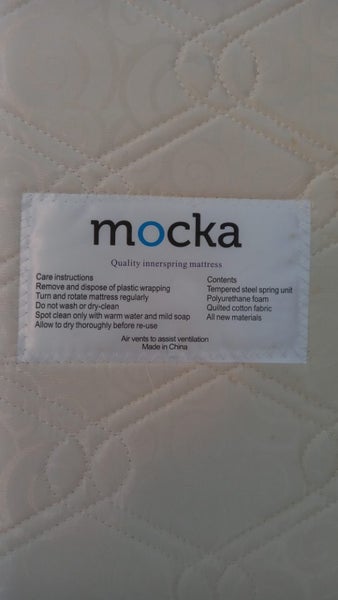 mocka
Quality innerspring mattress
Care instructions
Remove and dispose of plastic wrapping
Turn and rotate mattress regularly
Do not wash or dry-clean
Spot clean only with warm water and mild soap
Allow to dry thoroughly before re-use
Contents
Tempered steel spring unit
Polyurethane foam
Quilted cotton fabric
All new materials
Air vents to assist ventilation
Made in China